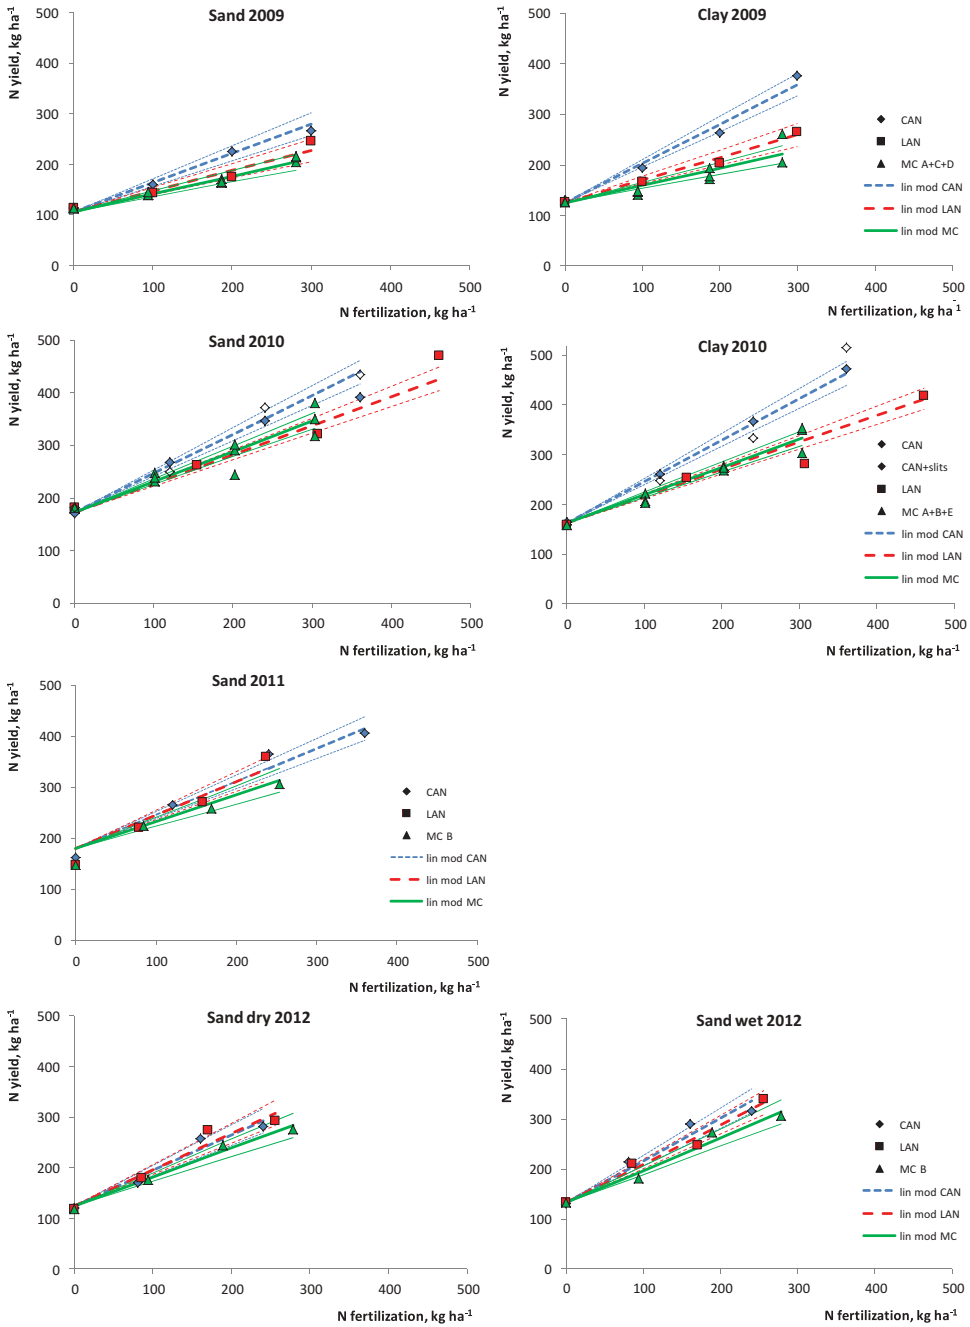 Sand 2009
N yield, kg ha-1
500
400
300
200
100
0
0 100 200 300 400 500
N fertilization, kg ha-1
Clay 2009
N yield, kg ha-1
500
400
300
200
100
0
0 100 200 300 400 500
N fertilization, kg ha-1
CAN
LAN
MC A+C+D
lin mod CAN
lin mod LAN
lin mod MC
Sand 2010
N yield, kg ha-1
500
400
300
200
100
0
0 100 200 300 400 500
N fertilization, kg ha-1
Clay 2010
N yield, kg ha-1
500
400
300
200
100
0
0 100 200 300 400 500
N fertilization, kg ha-1
CAN
CAN+slits
LAN
MC A+B+E
lin mod CAN
lin mod LAN
lin mod MC
Sand 2011
N yield, kg ha-1
500
400
300
200
100
0
0 100 200 300 400 500
N fertilization, kg ha-1
CAN
LAN
MC B
lin mod CAN
lin mod LAN
lin mod MC
Sand dry 2012
N yield, kg ha-1
500
400
300
200
100
0
0 100 200 300 400 500
N fertilization, kg ha-1
Sand wet 2012
N yield, kg ha-1
500
400
300
200
100
0
0 100 200 300 400 500
N fertilization, kg ha-1
CAN
LAN
MC B
lin mod CAN
lin mod LAN
lin mod MC